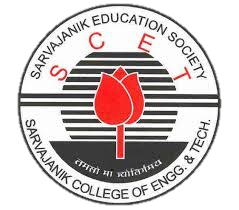 SARVAJANIK EDUCATION SOCIETY
S C E T
तमसो मा ज्योतिर्गमय
SARVAJANIK COLLEGE OF ENGG. & TECH.